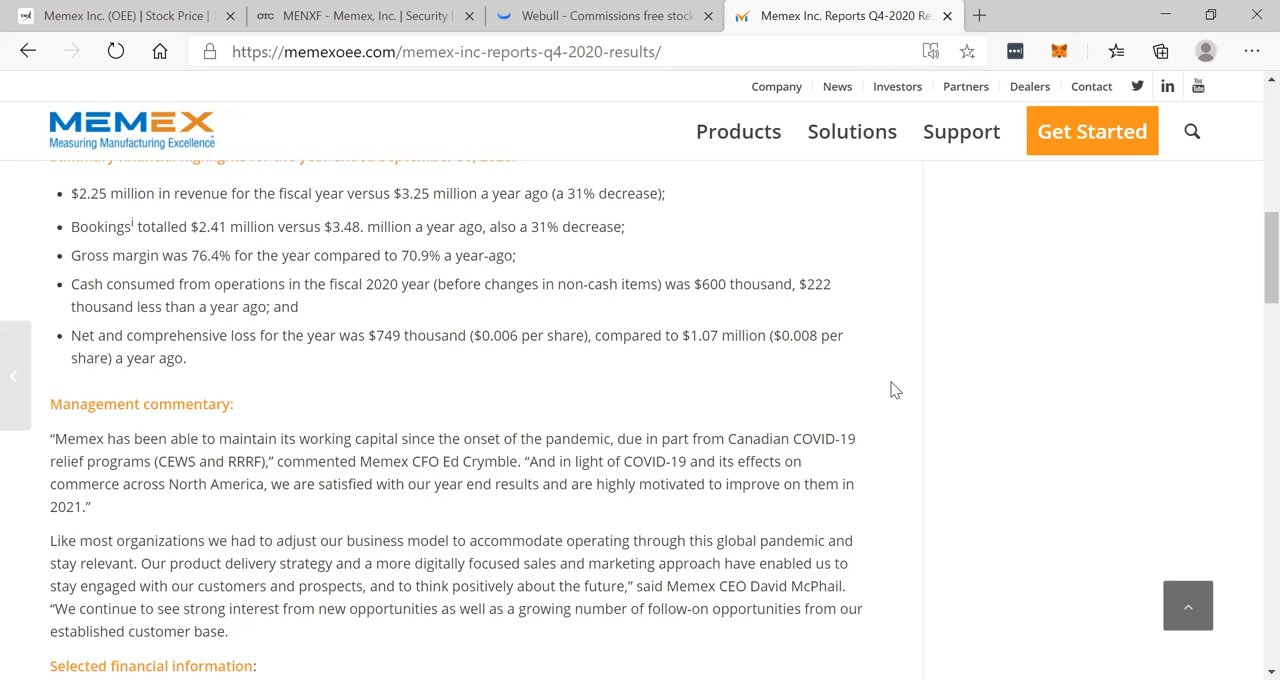 Memex Inc. (OEE) | Stock Price |
OTC MENXF - Memex, Inc. | Security |
Webull - Commissions free stock
Memex Inc. Reports Q4-2020 Res
https://memexoee.com/memex-inc-reports-q4-2020-results/
Company News Investors Partners Dealers Contact
MEMEX
Measuring Manufacturing Excellence
Products Solutions Support Get Started
Summary financial highlights for the year ended September 30, 2020:
• $2.25 million in revenue for the fiscal year versus $3.25 million a year ago (a 31% decrease);
• Bookingsⁱ totalled $2.41 million versus $3.48. million a year ago, also a 31% decrease;
• Gross margin was 76.4% for the year compared to 70.9% a year-ago;
• Cash consumed from operations in the fiscal 2020 year (before changes in non-cash items) was $600 thousand, $222
thousand less than a year ago; and
• Net and comprehensive loss for the year was $749 thousand ($0.006 per share), compared to $1.07 million ($0.008 per
share) a year ago.
Management commentary:
“Memex has been able to maintain its working capital since the onset of the pandemic, due in part from Canadian COVID-19
relief programs (CEWS and RRRF),” commented Memex CFO Ed Crymble. “And in light of COVID-19 and its effects on
commerce across North America, we are satisfied with our year end results and are highly motivated to improve on them in
2021.”
Like most organizations we had to adjust our business model to accommodate operating through this global pandemic and
stay relevant. Our product delivery strategy and a more digitally focused sales and marketing approach have enabled us to
stay engaged with our customers and prospects, and to think positively about the future,” said Memex CEO David McPhail.
“We continue to see strong interest from new opportunities as well as a growing number of follow-on opportunities from our
established customer base.
Selected financial information: